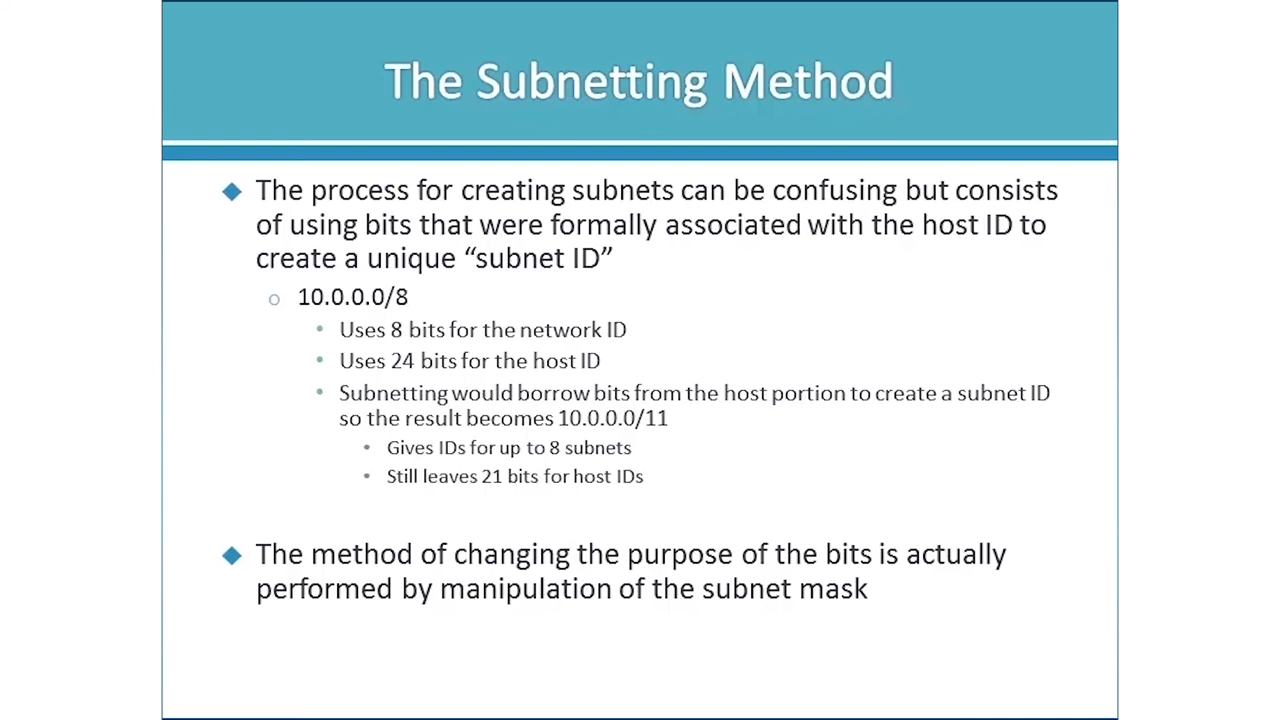 The Subnetting Method
The process for creating subnets can be confusing but consists
of using bits that were formally associated with the host ID to
create a unique “subnet ID”
10.0.0.0/8
Uses 8 bits for the network ID
Uses 24 bits for the host ID
Subnetting would borrow bits from the host portion to create a subnet ID
so the result becomes 10.0.0.0/11
Gives IDs for up to 8 subnets
Still leaves 21 bits for host IDs
The method of changing the purpose of the bits is actually
performed by manipulation of the subnet mask